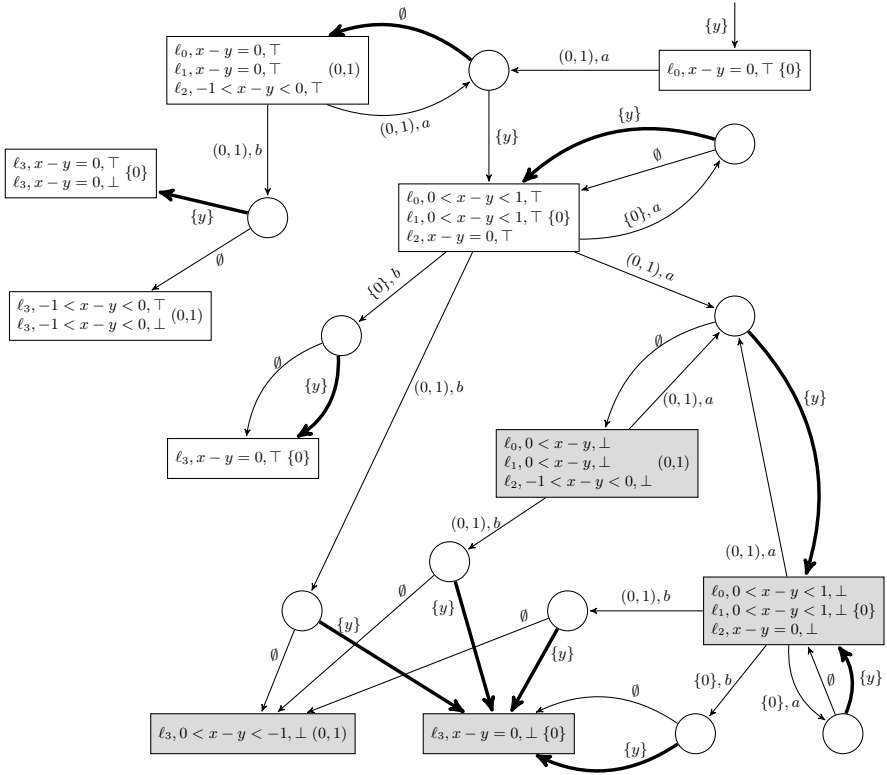 {y}
∅
ℓ₀, x − y = 0, ⊤
ℓ₁, x − y = 0, ⊤ (0,1)
ℓ₂, −1 < x − y < 0, ⊤
(0, 1), a
ℓ₀, x − y = 0, ⊤ {0}
(0, 1), a
{y}
(0, 1), b
{y}
∅
ℓ₃, x − y = 0, ⊤
ℓ₃, x − y = 0, ⊥ {0}
{y}
ℓ₀, 0 < x − y < 1, ⊤
ℓ₁, 0 < x − y < 1, ⊤ {0}
ℓ₂, x − y = 0, ⊤
{0}, a
∅
{0}, b
(0, 1), a
ℓ₃, −1 < x − y < 0, ⊤
ℓ₃, −1 < x − y < 0, ⊥ (0,1)
∅
{y}
∅
(0, 1), b
(0, 1), a
{y}
ℓ₃, x − y = 0, ⊤ {0}
ℓ₀, 0 < x − y, ⊥
ℓ₁, 0 < x − y, ⊥ (0,1)
ℓ₂, −1 < x − y < 0, ⊥
(0, 1), b
(0, 1), a
∅
{y}
(0, 1), b
ℓ₀, 0 < x − y < 1, ⊥
ℓ₁, 0 < x − y < 1, ⊥ {0}
ℓ₂, x − y = 0, ⊥
{y}
∅
∅
{y}
{0}, b
{0}, a
∅
{y}
∅
ℓ₃, 0 < x − y < −1, ⊥ (0, 1)
ℓ₃, x − y = 0, ⊥ {0}
{y}